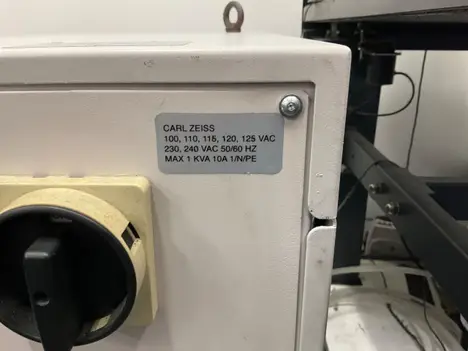 CARL ZEISS
100, 110, 115, 120, 125 VAC
230, 240 VAC 50/60 HZ
MAX 1 KVA 10A 1/N/PE